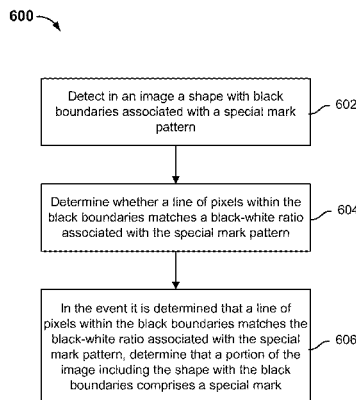 600
Detect in an image a shape with black
boundaries associated with a special mark
pattern
602
Determine whether a line of pixels within the
black boundaries matches a black-white ratio
associated with the special mark pattern
604
In the event it is determined that a line of
pixels within the black boundaries matches the
black-white ratio associated with the special
mark pattern, determine that a portion of the
image including the shape with the black
boundaries comprises a special mark
606